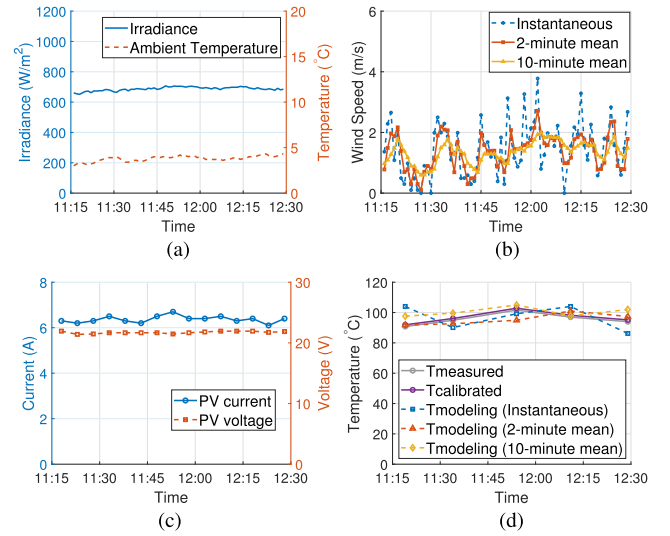 1200
1000
800
600
400
200
0
Irradiance (W/m²)
Irradiance
Ambient Temperature
20
15
10
5
0
Temperature (°C)
11:15 11:30 11:45 12:00 12:15 12:30
Time
(a)
6
4
2
0
Wind Speed (m/s)
Instantaneous
2-minute mean
10-minute mean
11:15 11:30 11:45 12:00 12:15 12:30
Time
(b)
8
6
4
2
0
Current (A)
PV current
PV voltage
30
20
10
0
Voltage (V)
11:15 11:30 11:45 12:00 12:15 12:30
Time
(c)
120
100
80
60
40
20
0
Temperature (°C)
Tmeasured
Tcalibrated
Tmodeling (Instantaneous)
Tmodeling (2-minute mean)
Tmodeling (10-minute mean)
11:15 11:30 11:45 12:00 12:15 12:30
Time
(d)